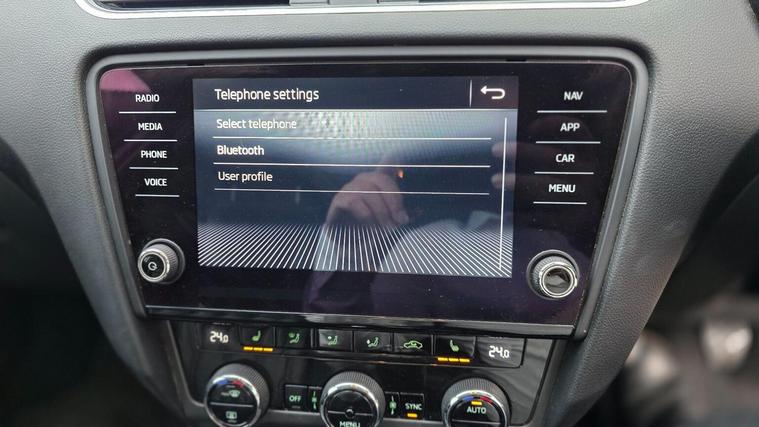 Telephone settings
Select telephone
Bluetooth
User profile
RADIO
MEDIA
PHONE
VOICE
NAV
APP
CAR
MENU
24.0
24.0
OFF
MENU
SYNC
AUTO